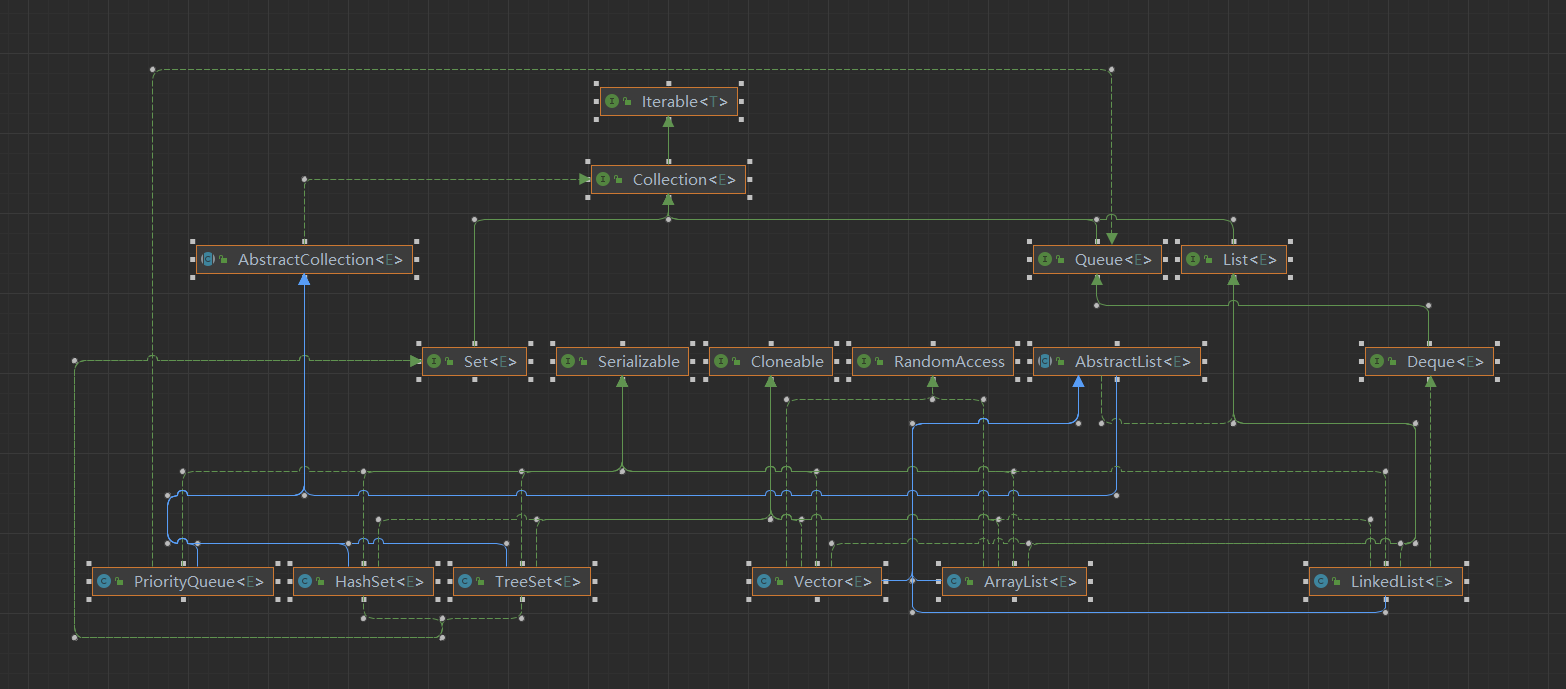 Iterable<T>
Collection<E>
AbstractCollection<E>
Queue<E>
List<E>
Set<E>
Serializable
Cloneable
RandomAccess
AbstractList<E>
Deque<E>
PriorityQueue<E>
HashSet<E>
TreeSet<E>
Vector<E>
ArrayList<E>
LinkedList<E>